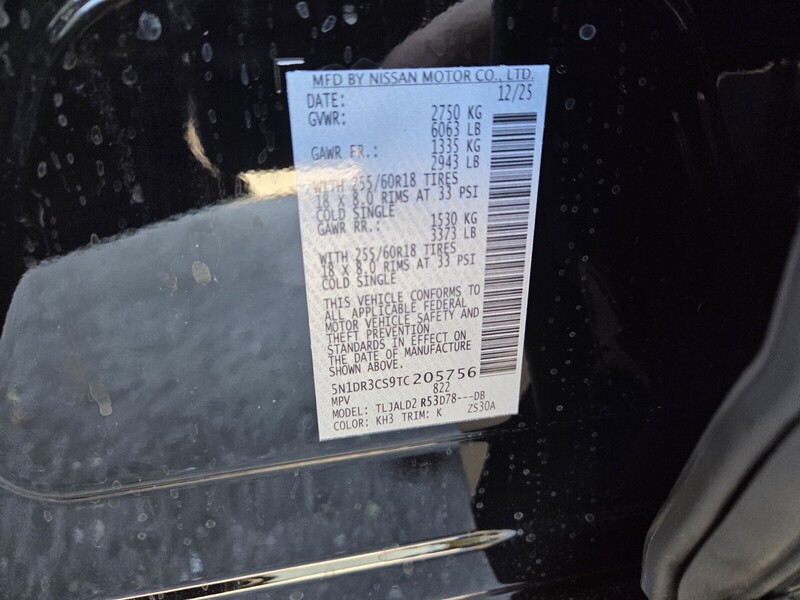 MFD BY NISSAN MOTOR CO., LTD.
DATE: 12/25
GVWR: 2750 KG
6063 LB
GAWR FR.: 1335 KG
2943 LB
WITH 255/60R18 TIRES
18 X 8.0 RIMS AT 33 PSI
COLD SINGLE
GAWR RR.: 1530 KG
3373 LB
WITH 255/60R18 TIRES
18 X 8.0 RIMS AT 33 PSI
COLD SINGLE
THIS VEHICLE CONFORMS TO
ALL APPLICABLE FEDERAL
MOTOR VEHICLE SAFETY AND
THEFT PREVENTION
STANDARDS IN EFFECT ON
THE DATE OF MANUFACTURE
SHOWN ABOVE.
5N1DR3CS9TC205756
MPV 822
MODEL: TLJALD2 R53D78---DB
COLOR: KH3 TRIM: K ZS30A